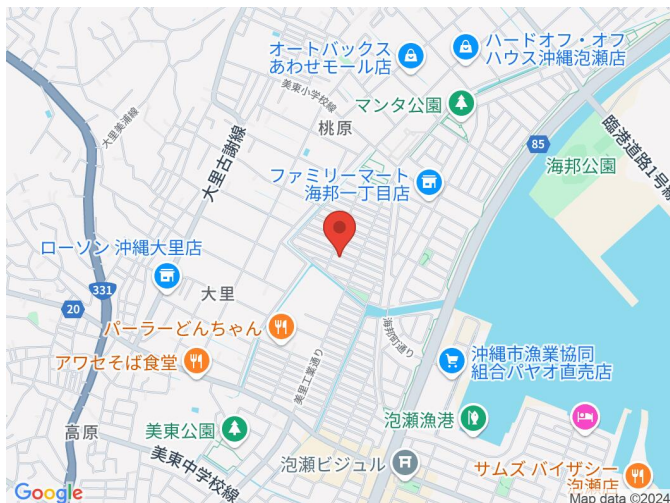 オートバックス
あわせモール店
ハードオフ・オフ
ハウス沖縄泡瀬店
美東小学校線
マンタ公園
大里美浦線
桃原
85
臨港道路1号線
大里古謝線
海邦公園
ファミリーマート
海邦一丁目店
ローソン 沖縄大里店
331
大里
20
パーラーどんちゃん
海邦町通り
アワセそば食堂
美里工業通り
沖縄市漁業協同
組合パヤオ直売店
高原
美東公園
泡瀬漁港
美東中学校線
泡瀬ビジュル
サムズ バイザシー
泡瀬店
Google
Map data ©2024